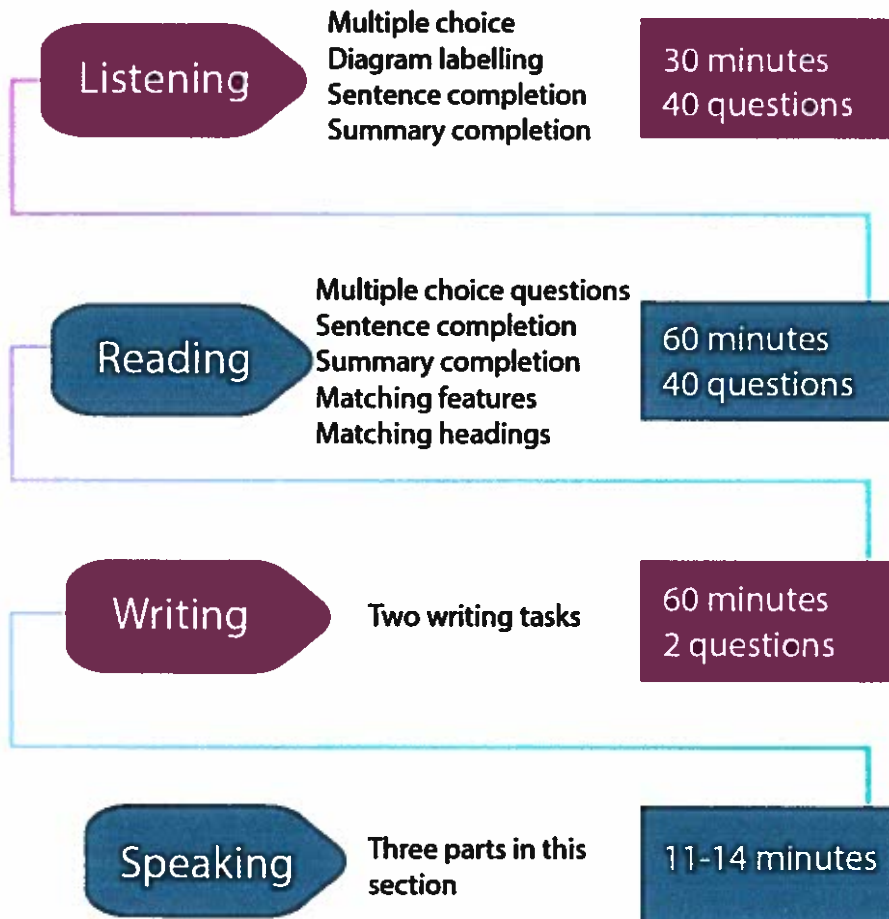 Listening
Multiple choice
Diagram labelling
Sentence completion
Summary completion
30 minutes
40 questions
Reading
Multiple choice questions
Sentence completion
Summary completion
Matching features
Matching headings
60 minutes
40 questions
Writing
Two writing tasks
60 minutes
2 questions
Speaking
Three parts in this
section
11-14 minutes